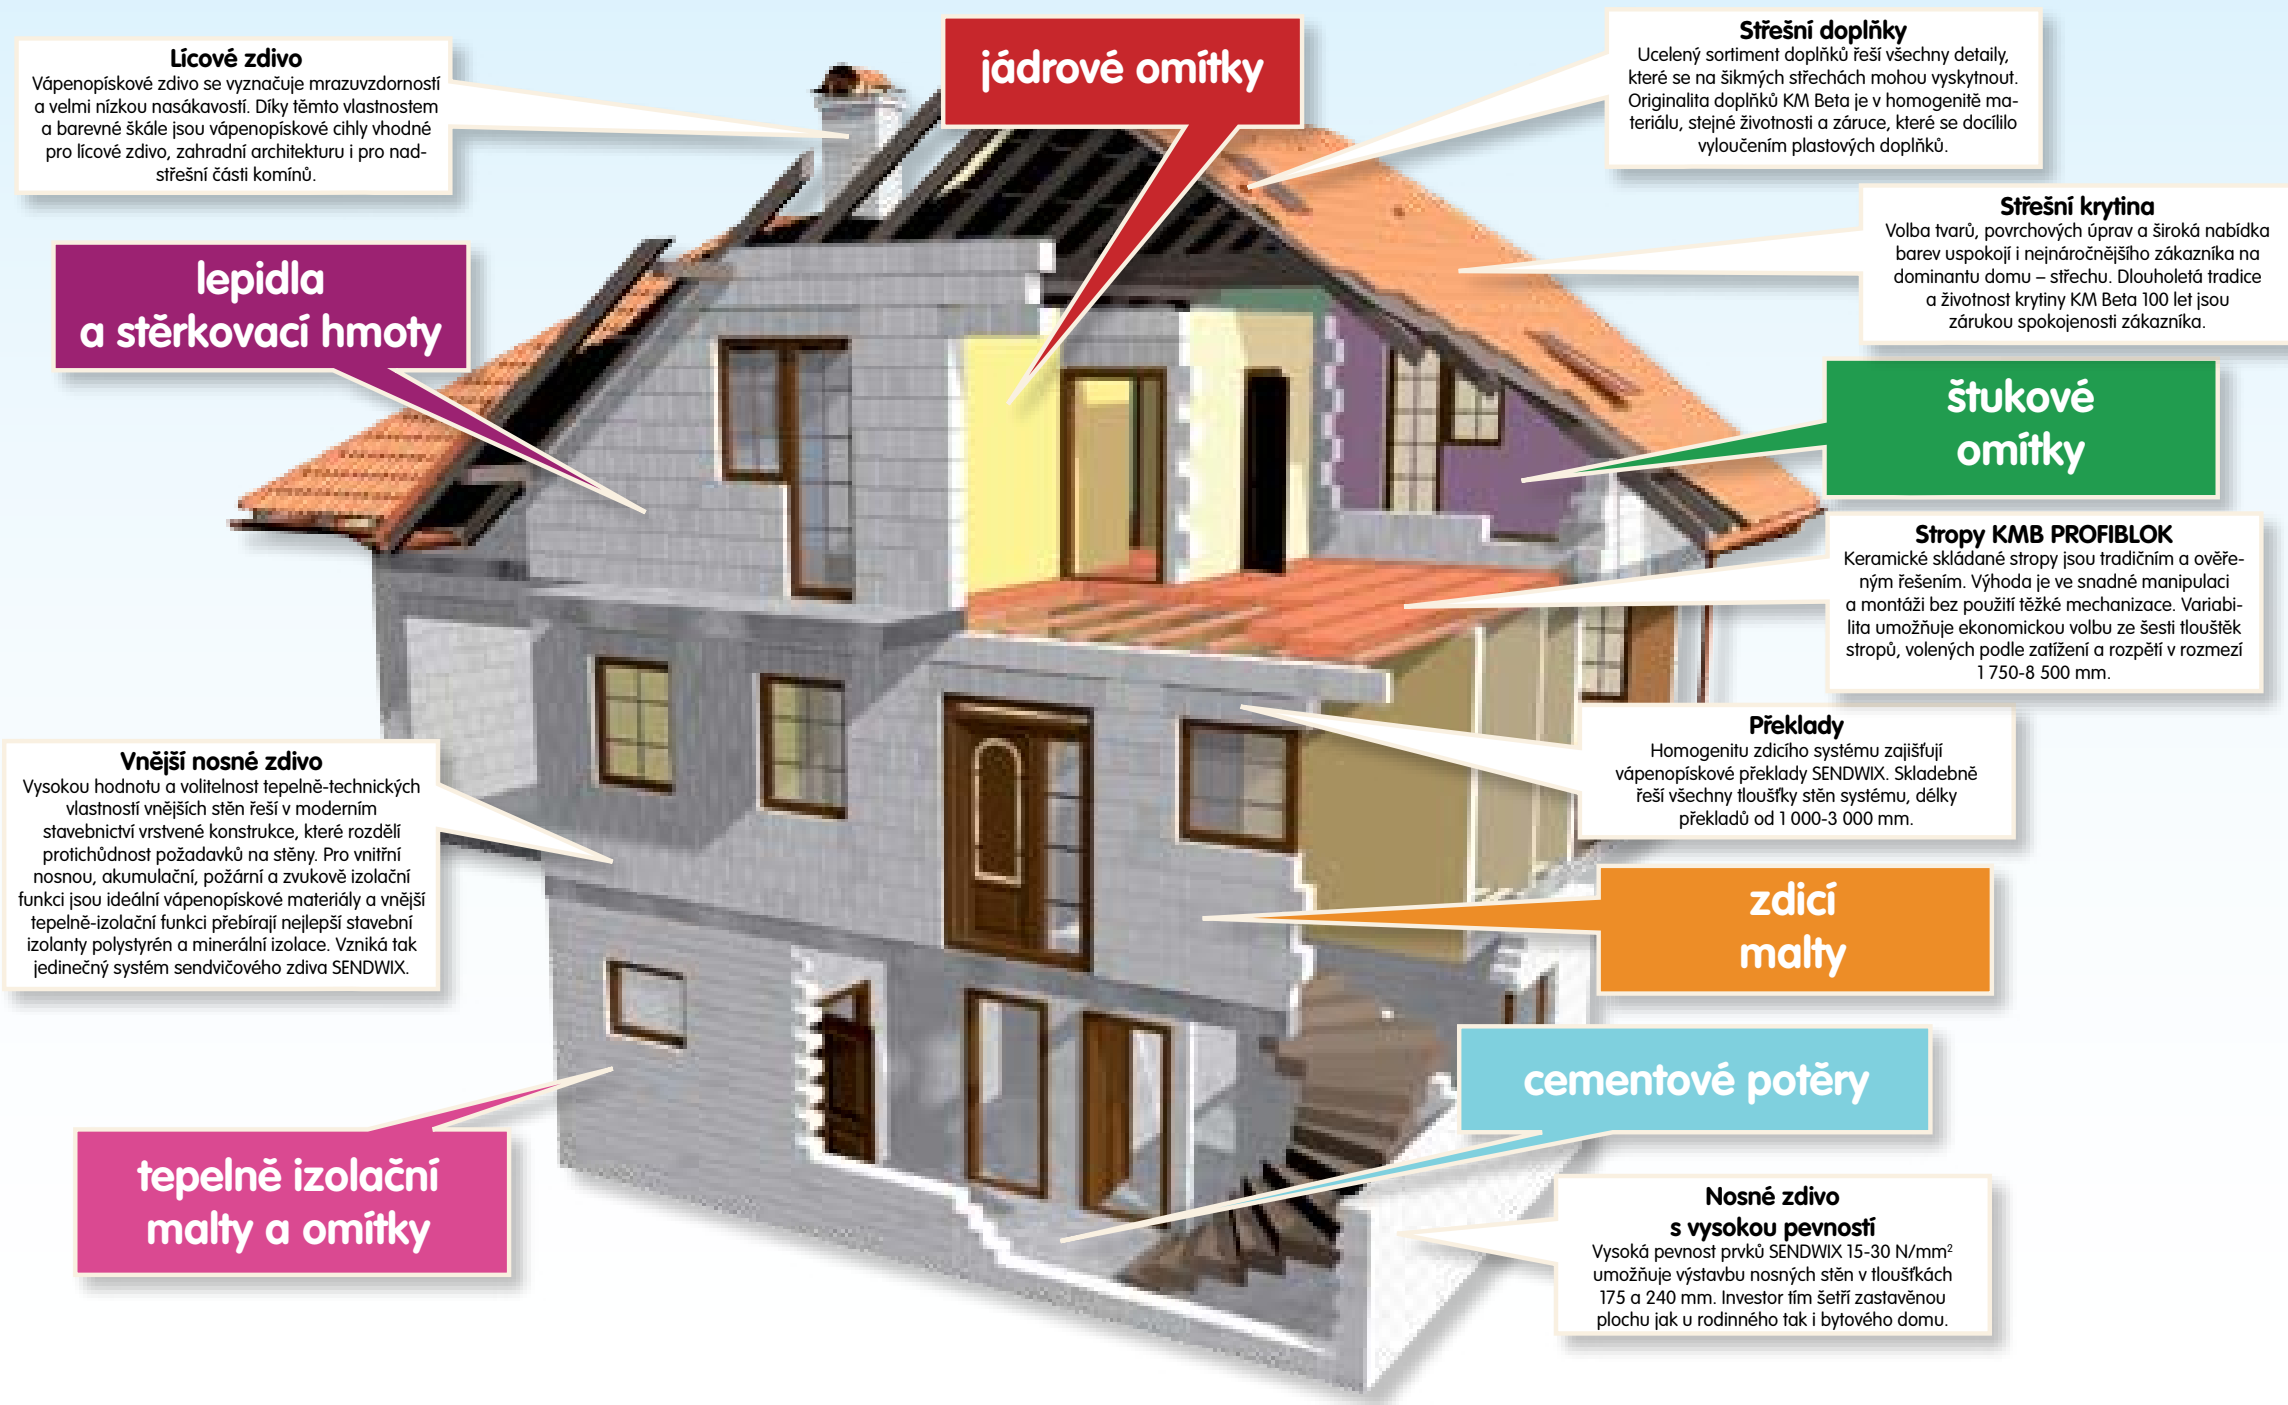 Lícové zdivo
Vápenopískové zdivo se vyznačuje mrazuvzdorností
a velmi nízkou nasákavostí. Díky těmto vlastnostem
a barevné škále jsou vápenopískové cihly vhodné
pro lícové zdivo, zahradní architekturu i pro nad-
střešní části komínů.
jádrové omítky
Střešní doplňky
Ucelený sortiment doplňků řeší všechny detaily,
které se na šikmých střechách mohou vyskytnout.
Originalita doplňků KM Beta je v homogenitě ma-
teriálu, stejné životnosti a záruce, které se docílilo
vyloučením plastových doplňků.
Střešní krytina
Volba tvarů, povrchových úprav a široká nabídka
barev uspokojí i nejnáročnějšího zákazníka na
dominantu domu – střechu. Dlouholetá tradice
a životnost krytiny KM Beta 100 let jsou
zárukou spokojenosti zákazníka.
lepidla
a stěrkovací hmoty
štukové
omítky
Stropy KMB PROFIBLOK
Keramické skládané stropy jsou tradičním a ověře-
ným řešením. Výhoda je ve snadné manipulaci
a montáži bez použití těžké mechanizace. Variabi-
lita umožňuje ekonomickou volbu ze šesti tlouštěk
stropů, volených podle zatížení a rozpětí v rozmezí
1 750-8 500 mm.
Překlady
Homogenitu zdicího systému zajišťují
vápenopískové překlady SENDWIX. Skladebně
řeší všechny tloušťky stěn systému, délky
překladů od 1 000-3 000 mm.
Vnější nosné zdivo
Vysokou hodnotu a volitelnost tepelně-technických
vlastností vnějších stěn řeší v moderním
stavebnictví vrstvené konstrukce, které rozdělí
protichůdnost požadavků na stěny. Pro vnitřní
nosnou, akumulační, požární a zvukově izolační
funkci jsou ideální vápenopískové materiály a vnější
tepelně-izolační funkci přebírají nejlepší stavební
izolanty polystyrén a minerální izolace. Vzniká tak
jedinečný systém sendvičového zdiva SENDWIX.
zdicí
malty
cementové potěry
tepelně izolační
malty a omítky
Nosné zdivo
s vysokou pevností
Vysoká pevnost prvků SENDWIX 15-30 N/mm²
umožňuje výstavbu nosných stěn v tloušťkách
175 a 240 mm. Investor tím šetří zastavěnou
plochu jak u rodinného tak i bytového domu.